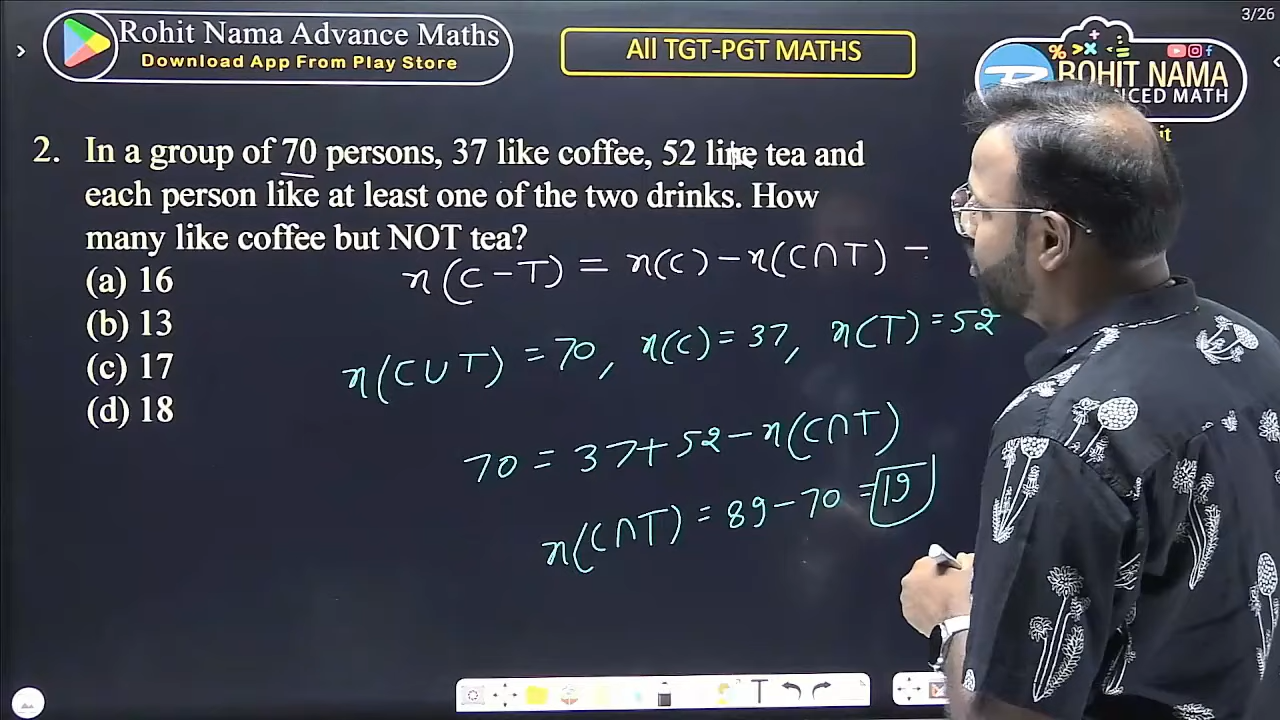 3/26
Rohit Nama Advance Maths
Download App From Play Store
All TGT-PGT MATHS
ROHIT NAMA
NCED MATH
it
2. In a group of 70 persons, 37 like coffee, 52 like tea and
each person like at least one of the two drinks. How
many like coffee but NOT tea?
n(C-T) = n(C) - n(C∩T) =
(a) 16
(b) 13
(c) 17
(d) 18
n(C∪T) = 70, n(C) = 37, n(T) = 52
70 = 37 + 52 - n(C∩T)
n(C∩T) = 89 - 70 = 19
T